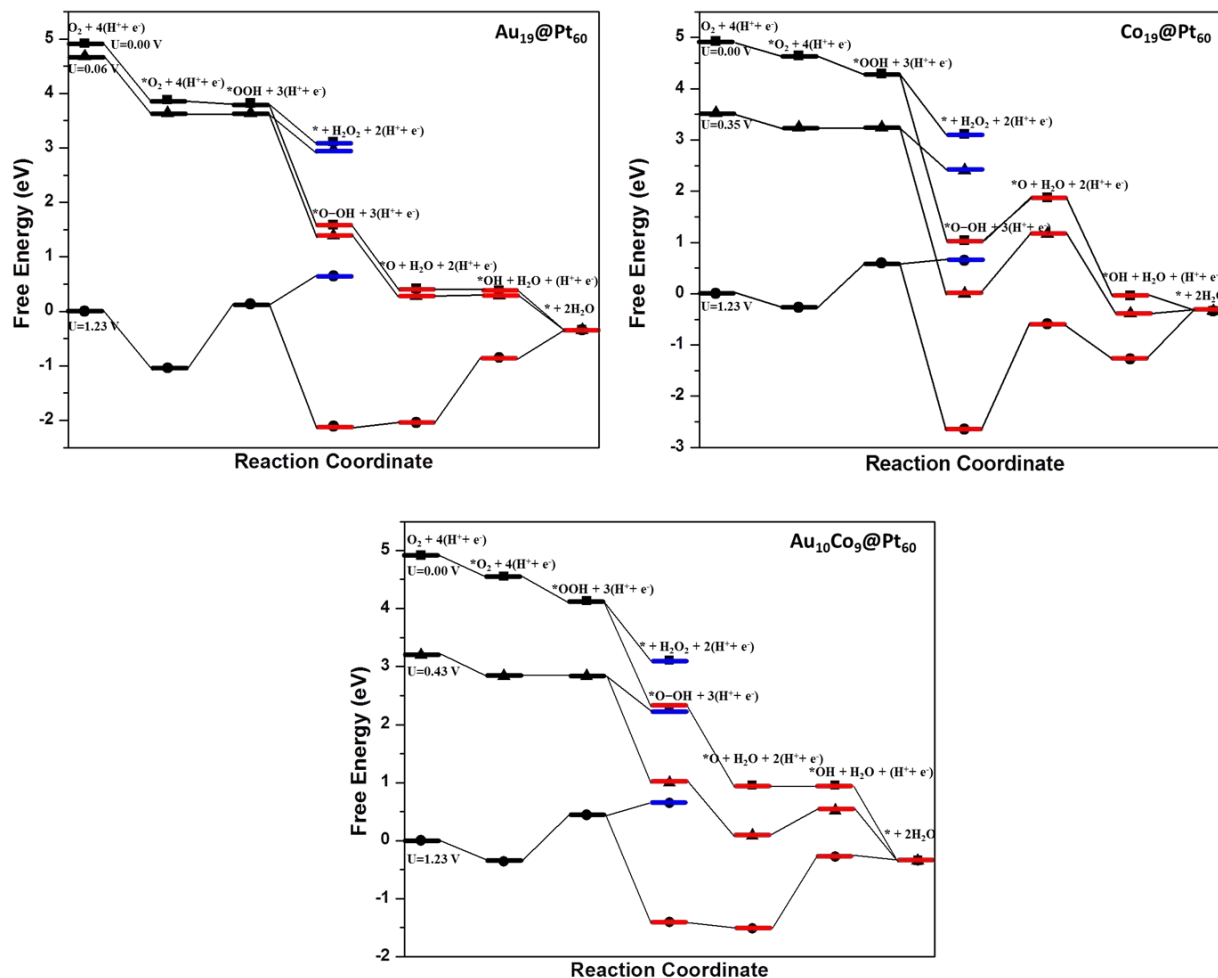 Au₁₉@Pt₆₀
O₂ + 4(H⁺+ e⁻)
U=0.00 V
U=0.06 V
*O₂ + 4(H⁺+ e⁻)
*OOH + 3(H⁺+ e⁻)
* + H₂O₂ + 2(H⁺+ e⁻)
*O−OH + 3(H⁺+ e⁻)
*O + H₂O + 2(H⁺+ e⁻)
*OH + H₂O + (H⁺+ e⁻)
* + 2H₂O
U=1.23 V
5
4
3
2
1
0
-1
-2
Free Energy (eV)
Reaction Coordinate
Co₁₉@Pt₆₀
O₂ + 4(H⁺+ e⁻)
U=0.00 V
*O₂ + 4(H⁺+ e⁻)
*OOH + 3(H⁺+ e⁻)
* + H₂O₂ + 2(H⁺+ e⁻)
U=0.35 V
*O + H₂O + 2(H⁺+ e⁻)
*O−OH + 3(H⁺+ e⁻)
*OH + H₂O + (H⁺+ e⁻)
* + 2H₂O
U=1.23 V
5
4
3
2
1
0
-1
-2
-3
Free Energy (eV)
Reaction Coordinate
Au₁₀Co₉@Pt₆₀
O₂ + 4(H⁺+ e⁻)
U=0.00 V
*O₂ + 4(H⁺+ e⁻)
*OOH + 3(H⁺+ e⁻)
* + H₂O₂ + 2(H⁺+ e⁻)
U=0.43 V
*O−OH + 3(H⁺+ e⁻)
*O + H₂O + 2(H⁺+ e⁻)
*OH + H₂O + (H⁺+ e⁻)
* + 2H₂O
U=1.23 V
5
4
3
2
1
0
-1
-2
Free Energy (eV)
Reaction Coordinate